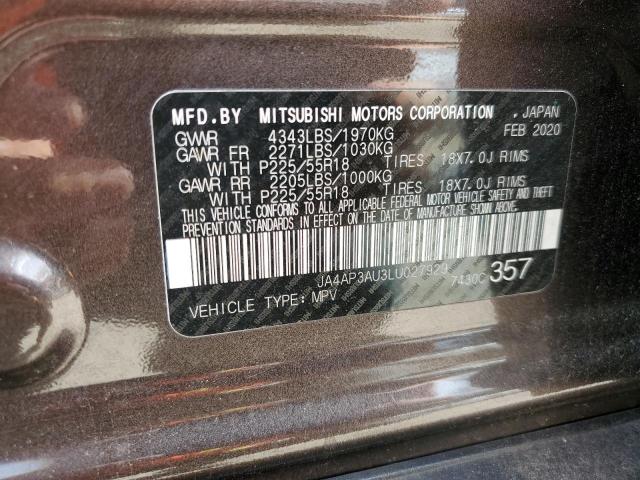 MFD.BY MITSUBISHI MOTORS CORPORATION . JAPAN
FEB 2020
GVWR 4343LBS/1970KG
GAWR FR 2271LBS/1030KG
WITH P225/55R18 TIRES 18X7.0J RIMS
GAWR RR 2205LBS/1000KG
WITH P225/55R18 TIRES 18X7.0J RIMS
THIS VEHICLE CONFORMS TO ALL APPLICABLE FEDERAL MOTOR VEHICLE SAFETY AND THEFT
PREVENTION STANDARDS IN EFFECT ON THE DATE OF MANUFACTURE SHOWN ABOVE.
JA4AP3AU3LU027929 7430C 357
VEHICLE TYPE: MPV